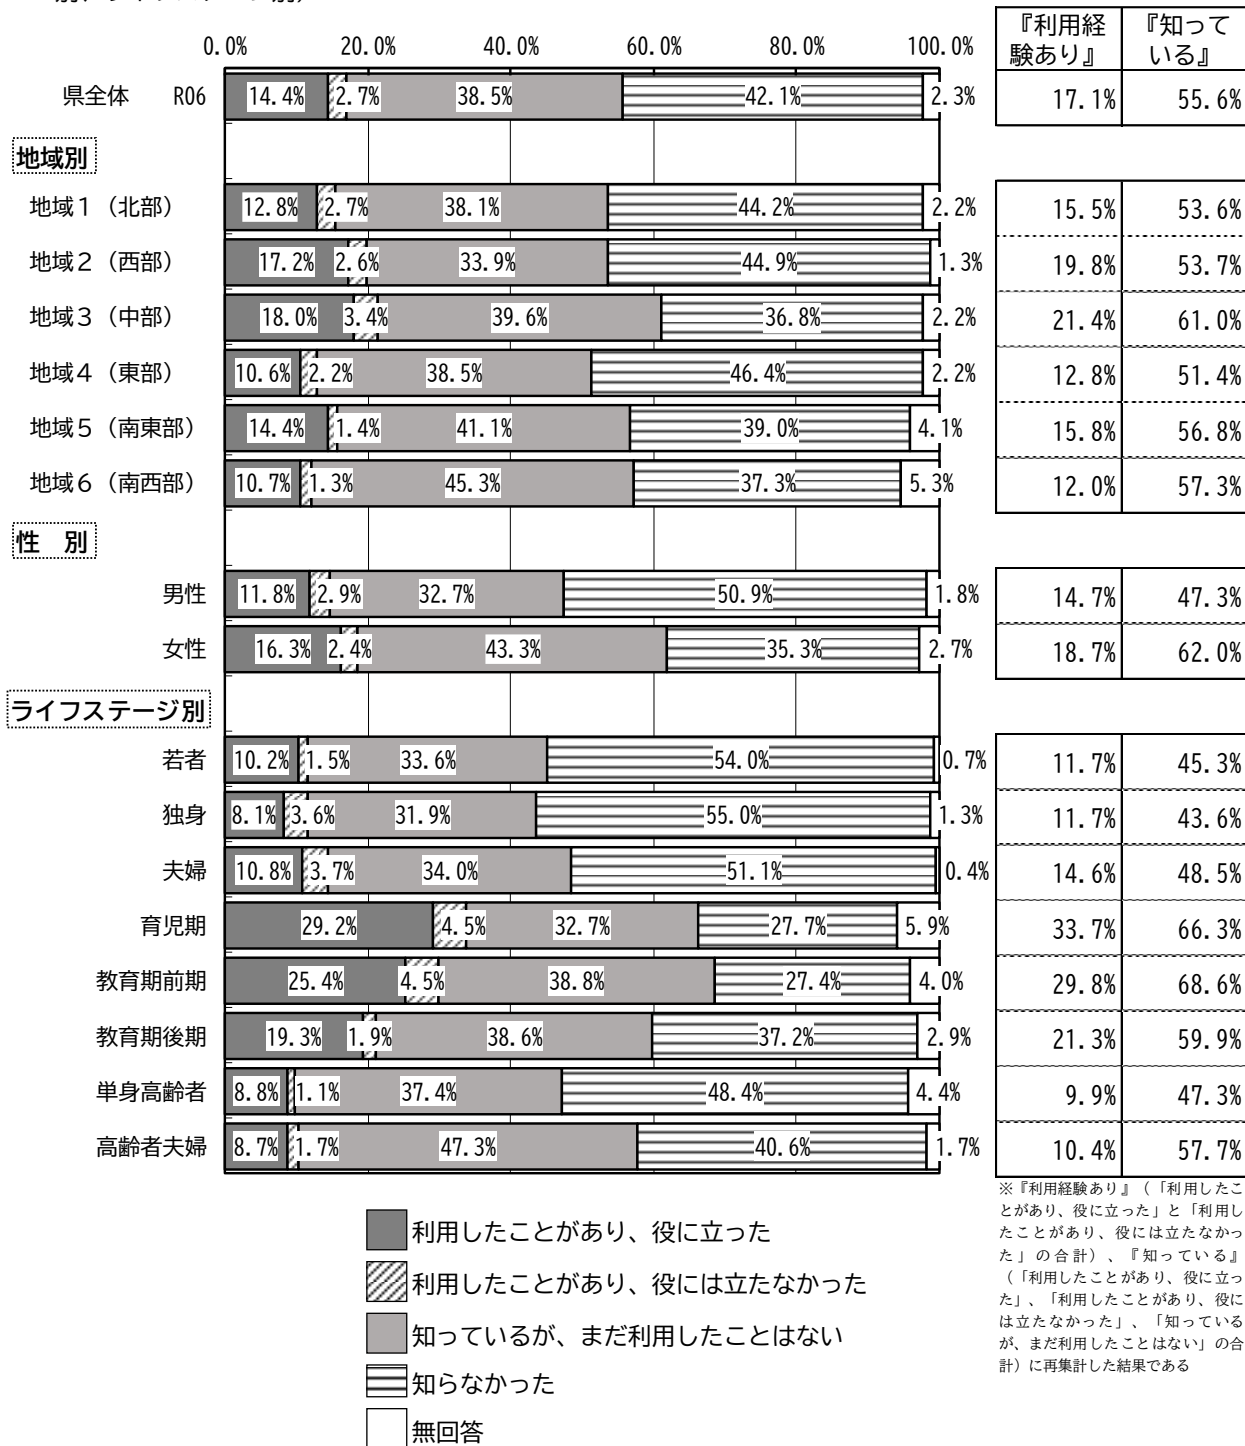 『利用経験あり』 『知っている』
0.0% 20.0% 40.0% 60.0% 80.0% 100.0%
県全体 R06 14.4% 2.7% 38.5% 42.1% 2.3% 17.1% 55.6%
地域別
地域1（北部） 12.8% 2.7% 38.1% 44.2% 2.2% 15.5% 53.6%
地域2（西部） 17.2% 2.6% 33.9% 44.9% 1.3% 19.8% 53.7%
地域3（中部） 18.0% 3.4% 39.6% 36.8% 2.2% 21.4% 61.0%
地域4（東部） 10.6% 2.2% 38.5% 46.4% 2.2% 12.8% 51.4%
地域5（南東部） 14.4% 1.4% 41.1% 39.0% 4.1% 15.8% 56.8%
地域6（南西部） 10.7% 1.3% 45.3% 37.3% 5.3% 12.0% 57.3%
性 別
男性 11.8% 2.9% 32.7% 50.9% 1.8% 14.7% 47.3%
女性 16.3% 2.4% 43.3% 35.3% 2.7% 18.7% 62.0%
ライフステージ別
若者 10.2% 1.5% 33.6% 54.0% 0.7% 11.7% 45.3%
独身 8.1% 3.6% 31.9% 55.0% 1.3% 11.7% 43.6%
夫婦 10.8% 3.7% 34.0% 51.1% 0.4% 14.6% 48.5%
育児期 29.2% 4.5% 32.7% 27.7% 5.9% 33.7% 66.3%
教育期前期 25.4% 4.5% 38.8% 27.4% 4.0% 29.8% 68.6%
教育期後期 19.3% 1.9% 38.6% 37.2% 2.9% 21.3% 59.9%
単身高齢者 8.8% 1.1% 37.4% 48.4% 4.4% 9.9% 47.3%
高齢者夫婦 8.7% 1.7% 47.3% 40.6% 1.7% 10.4% 57.7%
※『利用経験あり』（「利用したこ
とがあり、役に立った」と「利用し
たことがあり、役には立たなかっ
た」の合計）、『知っている』
（「利用したことがあり、役に立っ
た」、「利用したことがあり、役に
は立たなかった」、「知っている
が、まだ利用したことはない」の合
計）に再集計した結果である
利用したことがあり、役に立った
利用したことがあり、役には立たなかった
知っているが、まだ利用したことはない
知らなかった
無回答